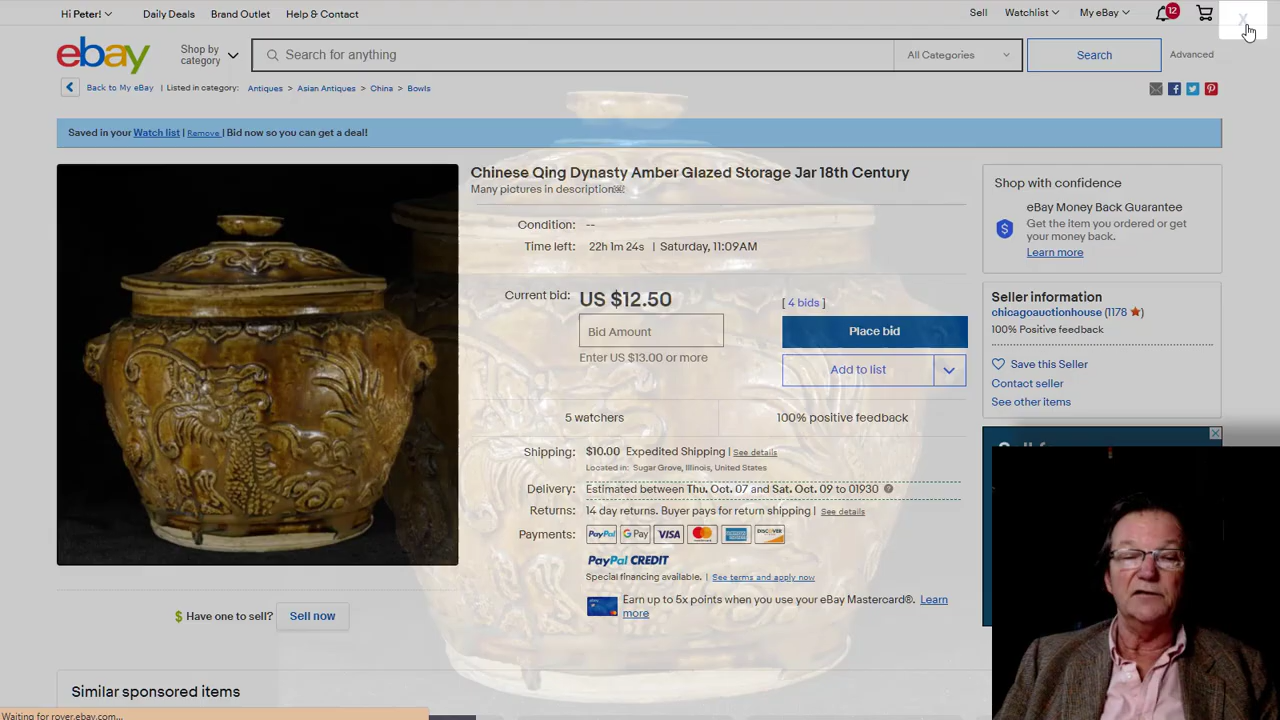 Hi Peter!
Daily Deals
Brand Outlet
Help & Contact
Sell
Watchlist
My eBay
12
X
ebay
Shop by category
Search for anything
All Categories
Search
Advanced
Back to My eBay | Listed in category: Antiques > Asian Antiques > China > Bowls
Saved in your Watch list | Remove | Bid now so you can get a deal!
Chinese Qing Dynasty Amber Glazed Storage Jar 18th Century
Many pictures in description
Condition: --
Time left: 22h 1m 24s | Saturday, 11:09AM
Current bid: US $12.50
[ 4 bids ]
Bid Amount
Place bid
Enter US $13.00 or more
Add to list
5 watchers
100% positive feedback
Shipping: $10.00 Expedited Shipping | See details
Located in: Sugar Grove, Illinois, United States
Delivery: Estimated between Thu. Oct. 07 and Sat. Oct. 09 to 01930
Returns: 14 day returns. Buyer pays for return shipping | See details
Payments: PayPal G Pay VISA MasterCard DISCOVER
PayPal CREDIT
Special financing available. | See terms and apply now
Earn up to 5x points when you use your eBay Mastercard®. Learn
more
Shop with confidence
eBay Money Back Guarantee
Get the item you ordered or get
your money back.
Learn more
Seller information
chicagoauctionhouse (1178)
100% Positive feedback
Save this Seller
Contact seller
See other items
$ Have one to sell? Sell now
Similar sponsored items
Waiting for rover.ebay.com...